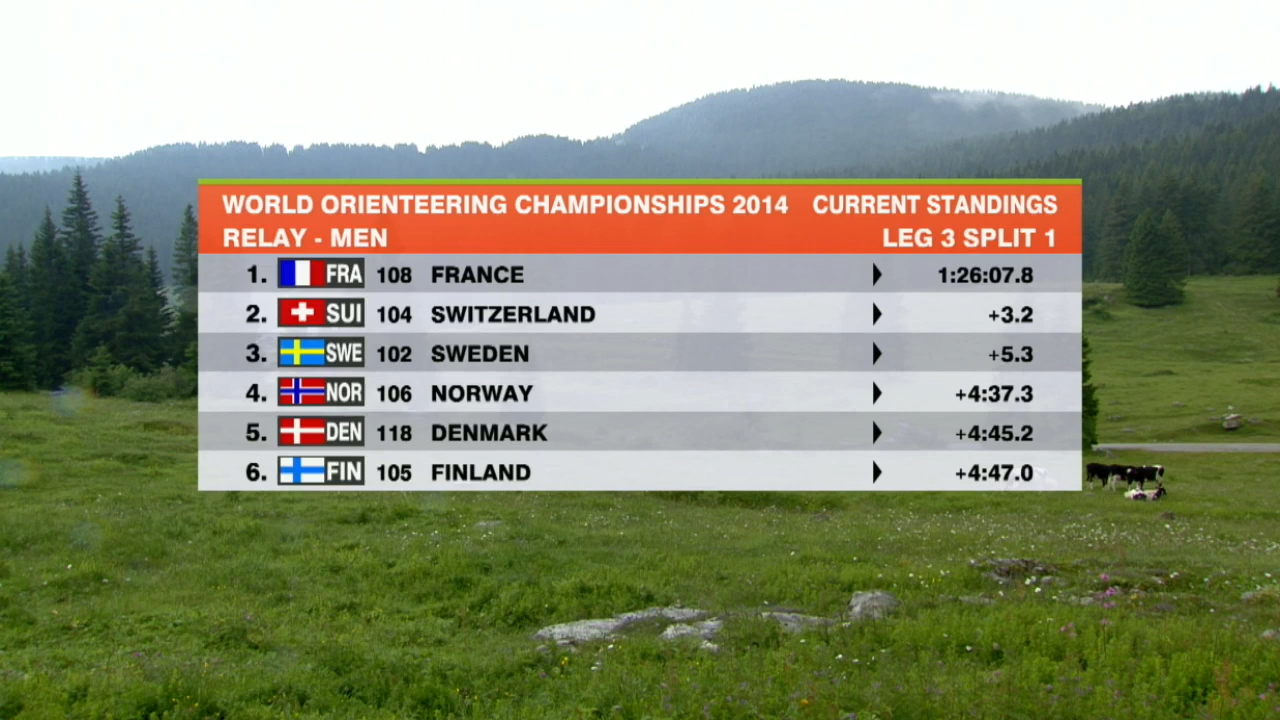 WORLD ORIENTEERING CHAMPIONSHIPS 2014 CURRENT STANDINGS
RELAY - MEN LEG 3 SPLIT 1
1. FRA 108 FRANCE 1:26:07.8
2. SUI 104 SWITZERLAND +3.2
3. SWE 102 SWEDEN +5.3
4. NOR 106 NORWAY +4:37.3
5. DEN 118 DENMARK +4:45.2
6. FIN 105 FINLAND +4:47.0